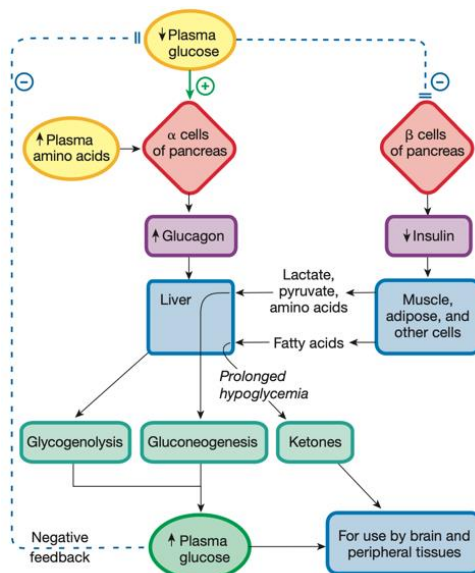 ↓ Plasma
glucose
−
+
−
↑ Plasma
amino acids
α cells
of pancreas
β cells
of pancreas
↑ Glucagon
↓ Insulin
Liver
Lactate,
pyruvate,
amino acids
Muscle,
adipose, and
other cells
Fatty acids
Prolonged
hypoglycemia
Glycogenolysis
Gluconeogenesis
Ketones
Negative
feedback
↑ Plasma
glucose
For use by brain and
peripheral tissues